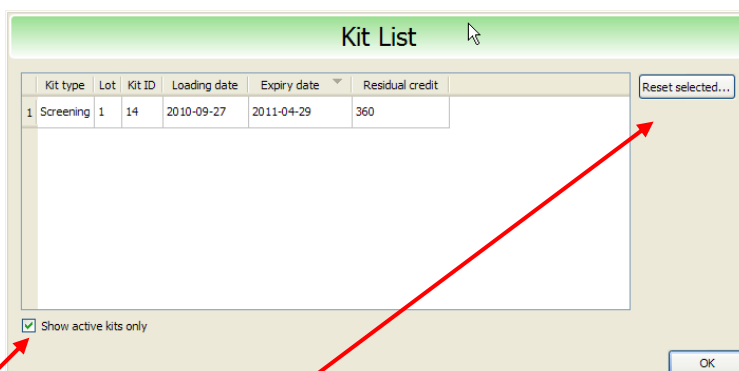 Kit List
Kit type Lot Kit ID Loading date Expiry date Residual credit
Reset selected...
1 Screening 1 14 2010-09-27 2011-04-29 360
Show active kits only
OK